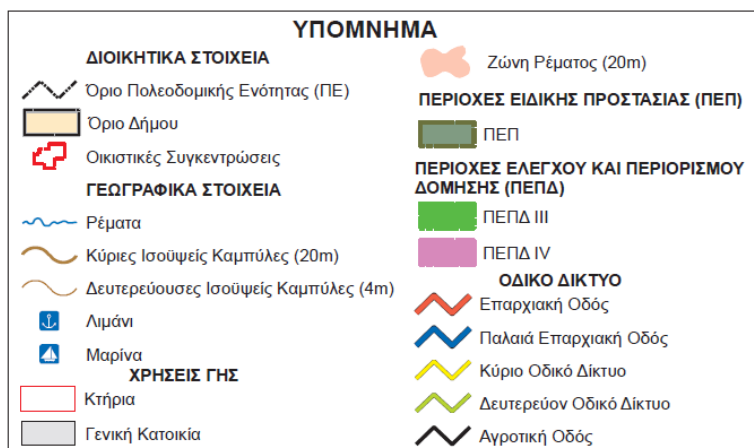 ΥΠΟΜΝΗΜΑ
ΔΙΟΙΚΗΤΙΚΑ ΣΤΟΙΧΕΙΑ
Όριο Πολεοδομικής Ενότητας (ΠΕ)
Όριο Δήμου
Οικιστικές Συγκεντρώσεις
ΓΕΩΓΡΑΦΙΚΑ ΣΤΟΙΧΕΙΑ
Ρέματα
Κύριες Ισοϋψείς Καμπύλες (20m)
Δευτερεύουσες Ισοϋψείς Καμπύλες (4m)
Λιμάνι
Μαρίνα
ΧΡΗΣΕΙΣ ΓΗΣ
Κτήρια
Γενική Κατοικία
Ζώνη Ρέματος (20m)
ΠΕΡΙΟΧΕΣ ΕΙΔΙΚΗΣ ΠΡΟΣΤΑΣΙΑΣ (ΠΕΠ)
ΠΕΠ
ΠΕΡΙΟΧΕΣ ΕΛΕΓΧΟΥ ΚΑΙ ΠΕΡΙΟΡΙΣΜΟΥ
ΔΟΜΗΣΗΣ (ΠΕΠΔ)
ΠΕΠΔ III
ΠΕΠΔ IV
ΟΔΙΚΟ ΔΙΚΤΥΟ
Επαρχιακή Οδός
Παλαιά Επαρχιακή Οδός
Κύριο Οδικό Δίκτυο
Δευτερεύον Οδικό Δίκτυο
Αγροτική Οδός